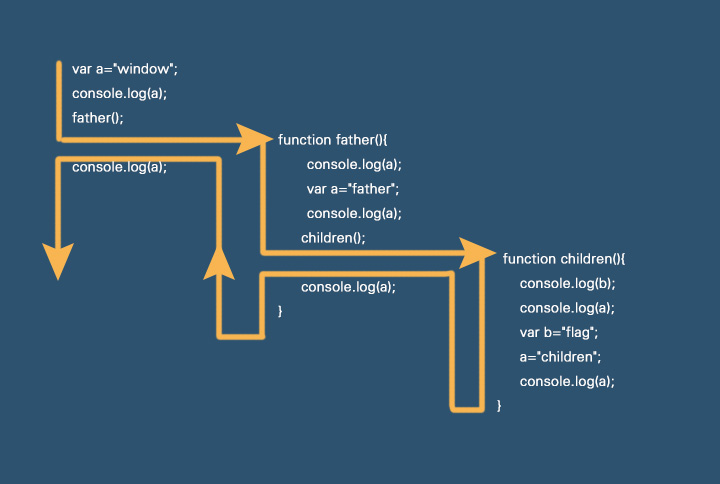 var a="window";
console.log(a);
father();
function father(){
console.log(a);
var a="father";
console.log(a);
children();
function children(){
console.log(b);
console.log(a);
var b="flag";
a="children";
console.log(a);
}
console.log(a);
}
console.log(a);